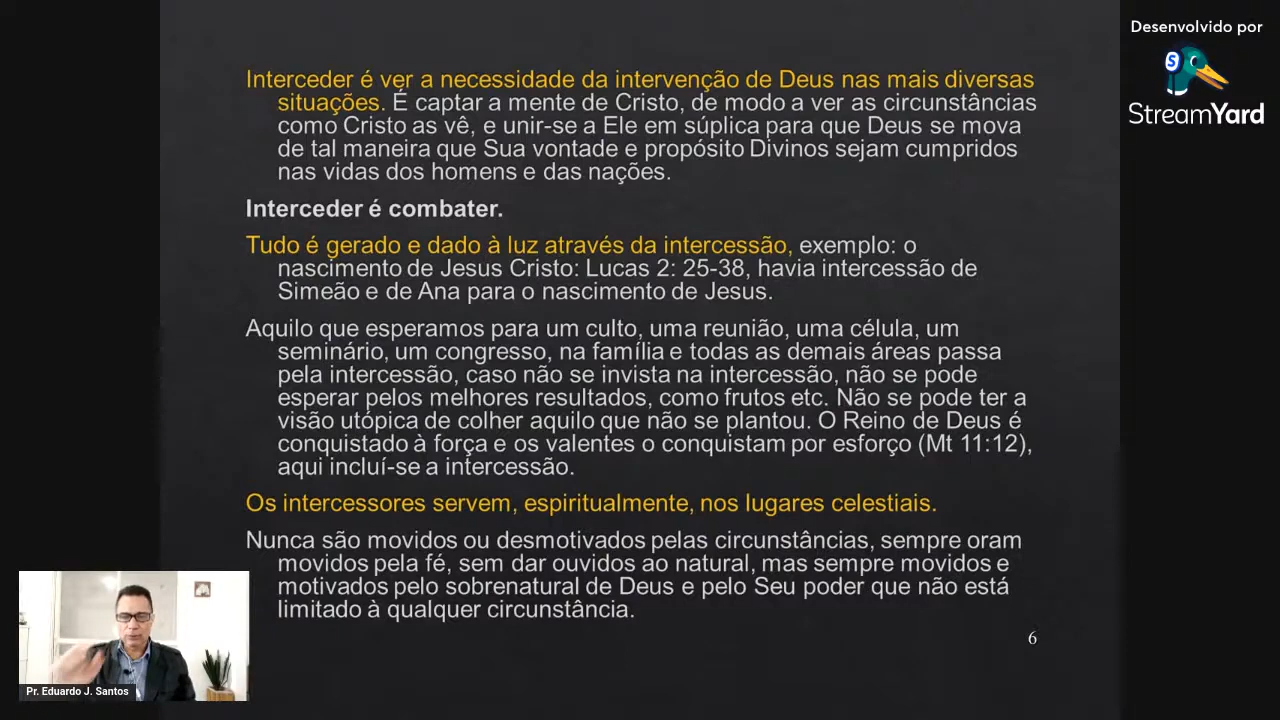 Desenvolvido por
StreamYard
Interceder é ver a necessidade da intervenção de Deus nas mais diversas
situações. É captar a mente de Cristo, de modo a ver as circunstâncias
como Cristo as vê, e unir-se a Ele em súplica para que Deus se mova
de tal maneira que Sua vontade e propósito Divinos sejam cumpridos
nas vidas dos homens e das nações.
Interceder é combater.
Tudo é gerado e dado à luz através da intercessão, exemplo: o
nascimento de Jesus Cristo: Lucas 2: 25-38, havia intercessão de
Simeão e de Ana para o nascimento de Jesus.
Aquilo que esperamos para um culto, uma reunião, uma célula, um
seminário, um congresso, na família e todas as demais áreas passa
pela intercessão, caso não se invista na intercessão, não se pode
esperar pelos melhores resultados, como frutos etc. Não se pode ter a
visão utópica de colher aquilo que não se plantou. O Reino de Deus é
conquistado à força e os valentes o conquistam por esforço (Mt 11:12),
aqui incluí-se a intercessão.
Os intercessores servem, espiritualmente, nos lugares celestiais.
Nunca são movidos ou desmotivados pelas circunstâncias, sempre oram
movidos pela fé, sem dar ouvidos ao natural, mas sempre movidos e
motivados pelo sobrenatural de Deus e pelo Seu poder que não está
limitado à qualquer circunstância.
6
Pr. Eduardo J. Santos